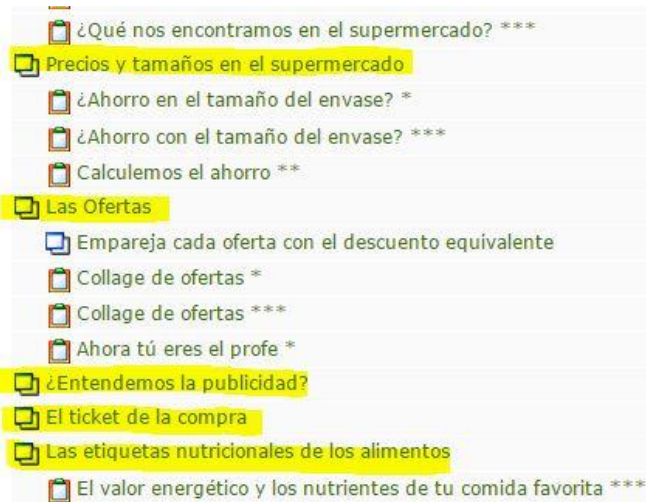 ¿Qué nos encontramos en el supermercado? ***
Precios y tamaños en el supermercado
¿Ahorro en el tamaño del envase? *
¿Ahorro con el tamaño del envase? ***
Calculemos el ahorro **
Las Ofertas
Empareja cada oferta con el descuento equivalente
Collage de ofertas *
Collage de ofertas ***
Ahora tú eres el profe *
¿Entendemos la publicidad?
El ticket de la compra
Las etiquetas nutricionales de los alimentos
El valor energético y los nutrientes de tu comida favorita ***